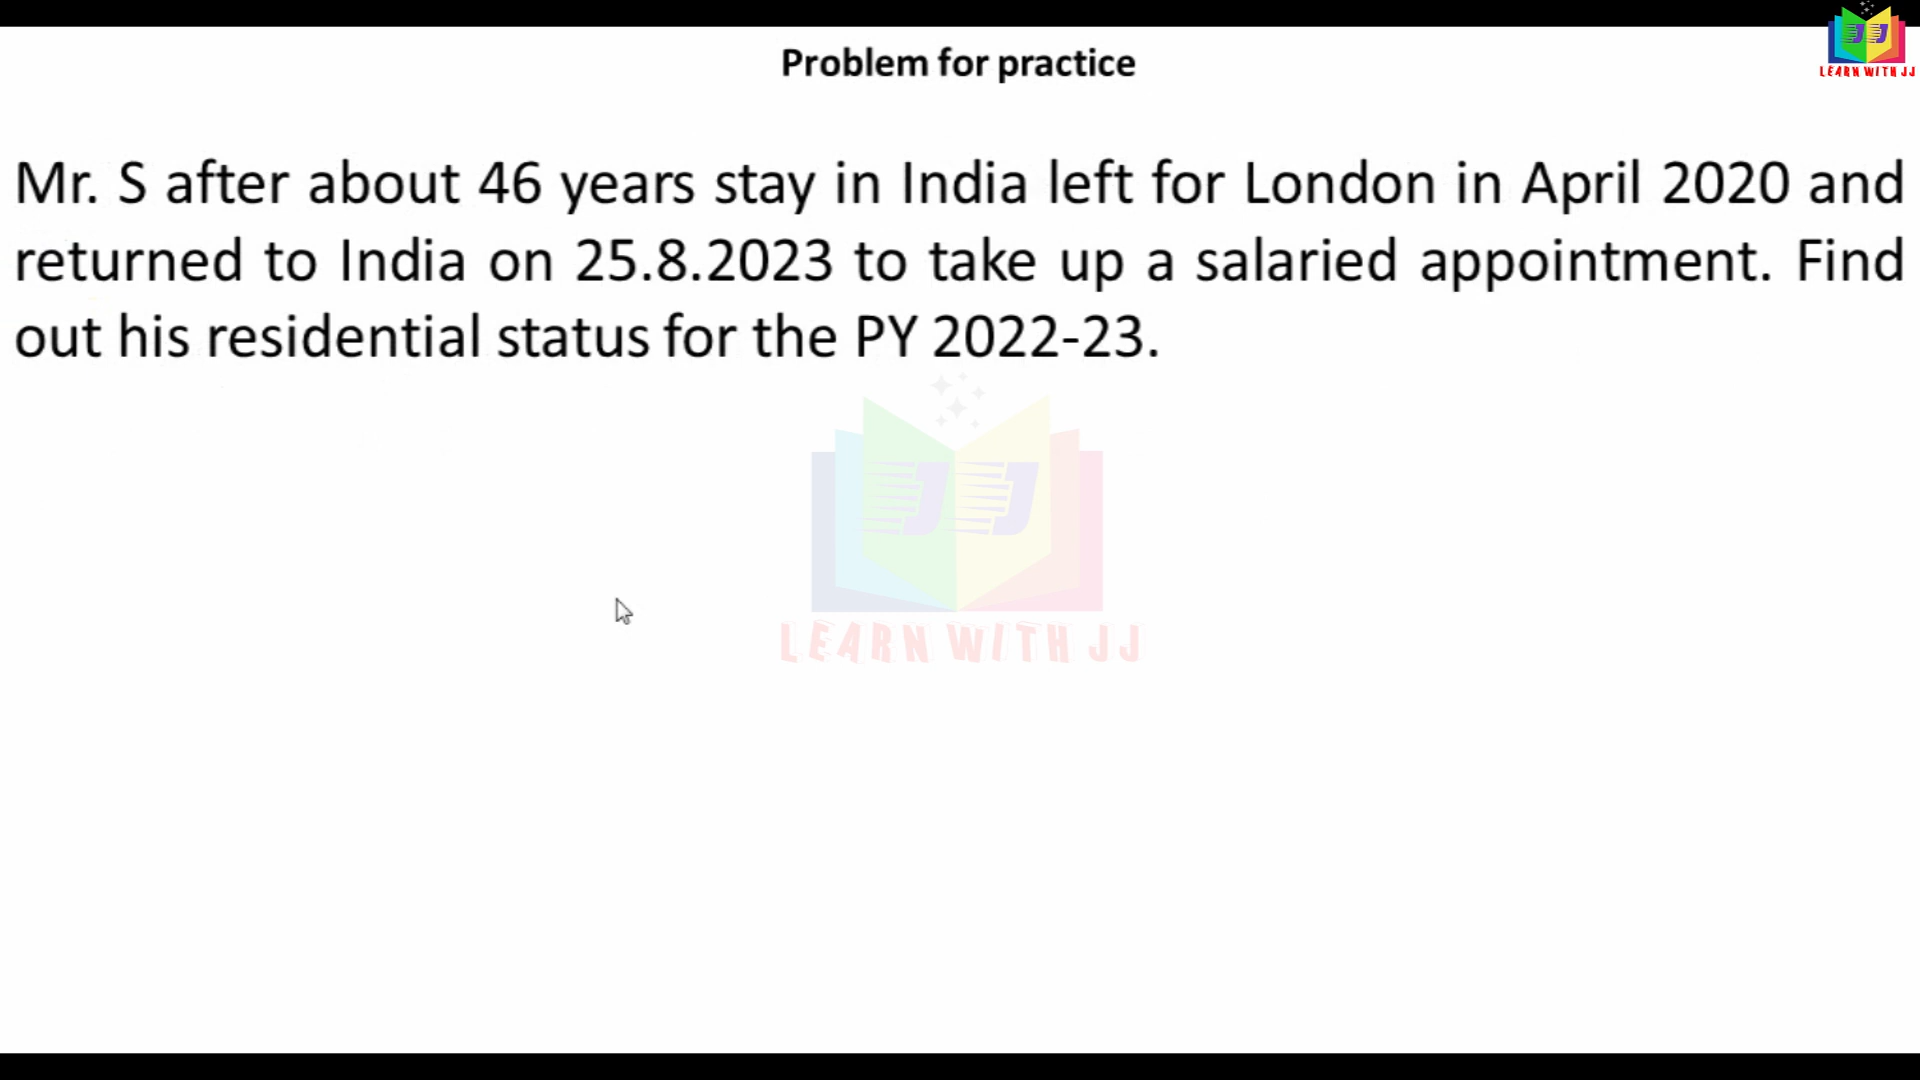 Problem for practice
LEARN WITH JJ
Mr. S after about 46 years stay in India left for London in April 2020 and
returned to India on 25.8.2023 to take up a salaried appointment. Find
out his residential status for the PY 2022-23.
JJ
LEARN WITH JJ